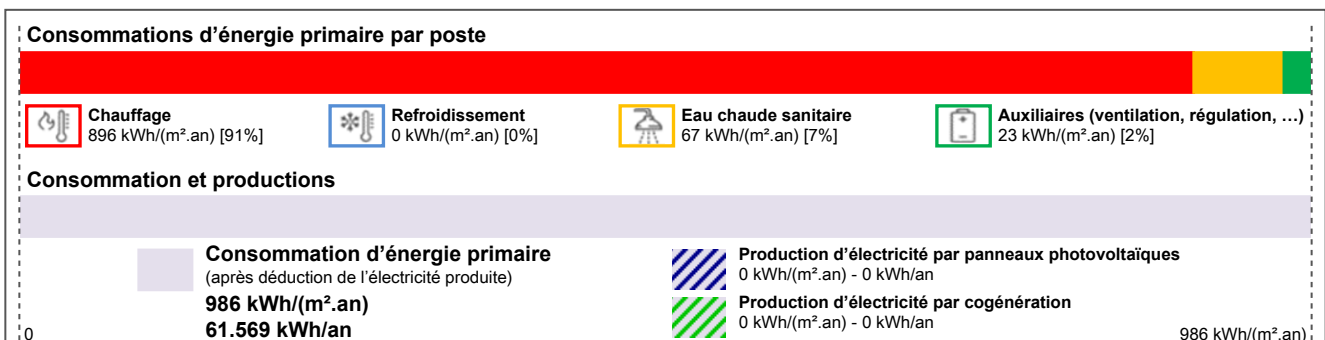 Consommations d'énergie primaire par poste
Chauffage
896 kWh/(m².an) [91%]
Refroidissement
0 kWh/(m².an) [0%]
Eau chaude sanitaire
67 kWh/(m².an) [7%]
Auxiliaires (ventilation, régulation, …)
23 kWh/(m².an) [2%]
Consommation et productions
Consommation d'énergie primaire
(après déduction de l'électricité produite)
986 kWh/(m².an)
61.569 kWh/an
Production d'électricité par panneaux photovoltaïques
0 kWh/(m².an) - 0 kWh/an
Production d'électricité par cogénération
0 kWh/(m².an) - 0 kWh/an
0
986 kWh/(m².an)